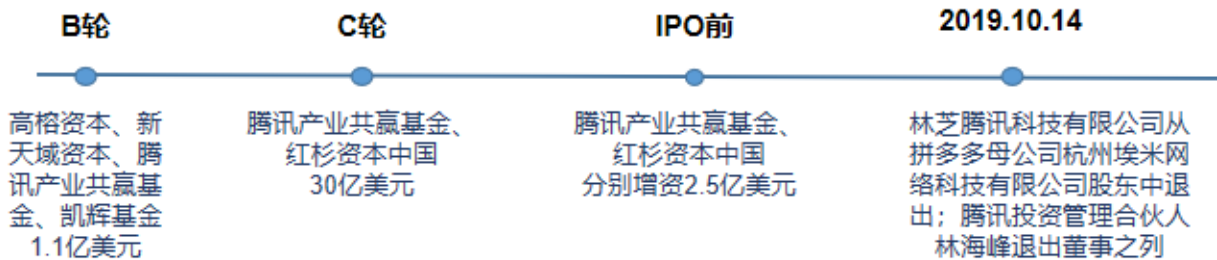 B轮
高榕资本、新
天域资本、腾
讯产业共赢基
金、凯辉基金
1.1亿美元
C轮
腾讯产业共赢基金、
红杉资本中国
30亿美元
IPO前
腾讯产业共赢基金、
红杉资本中国
分别增资2.5亿美元
2019.10.14
林芝腾讯科技有限公司从
拼多多母公司杭州埃米网
络科技有限公司股东中退
出；腾讯投资管理合伙人
林海峰退出董事之列